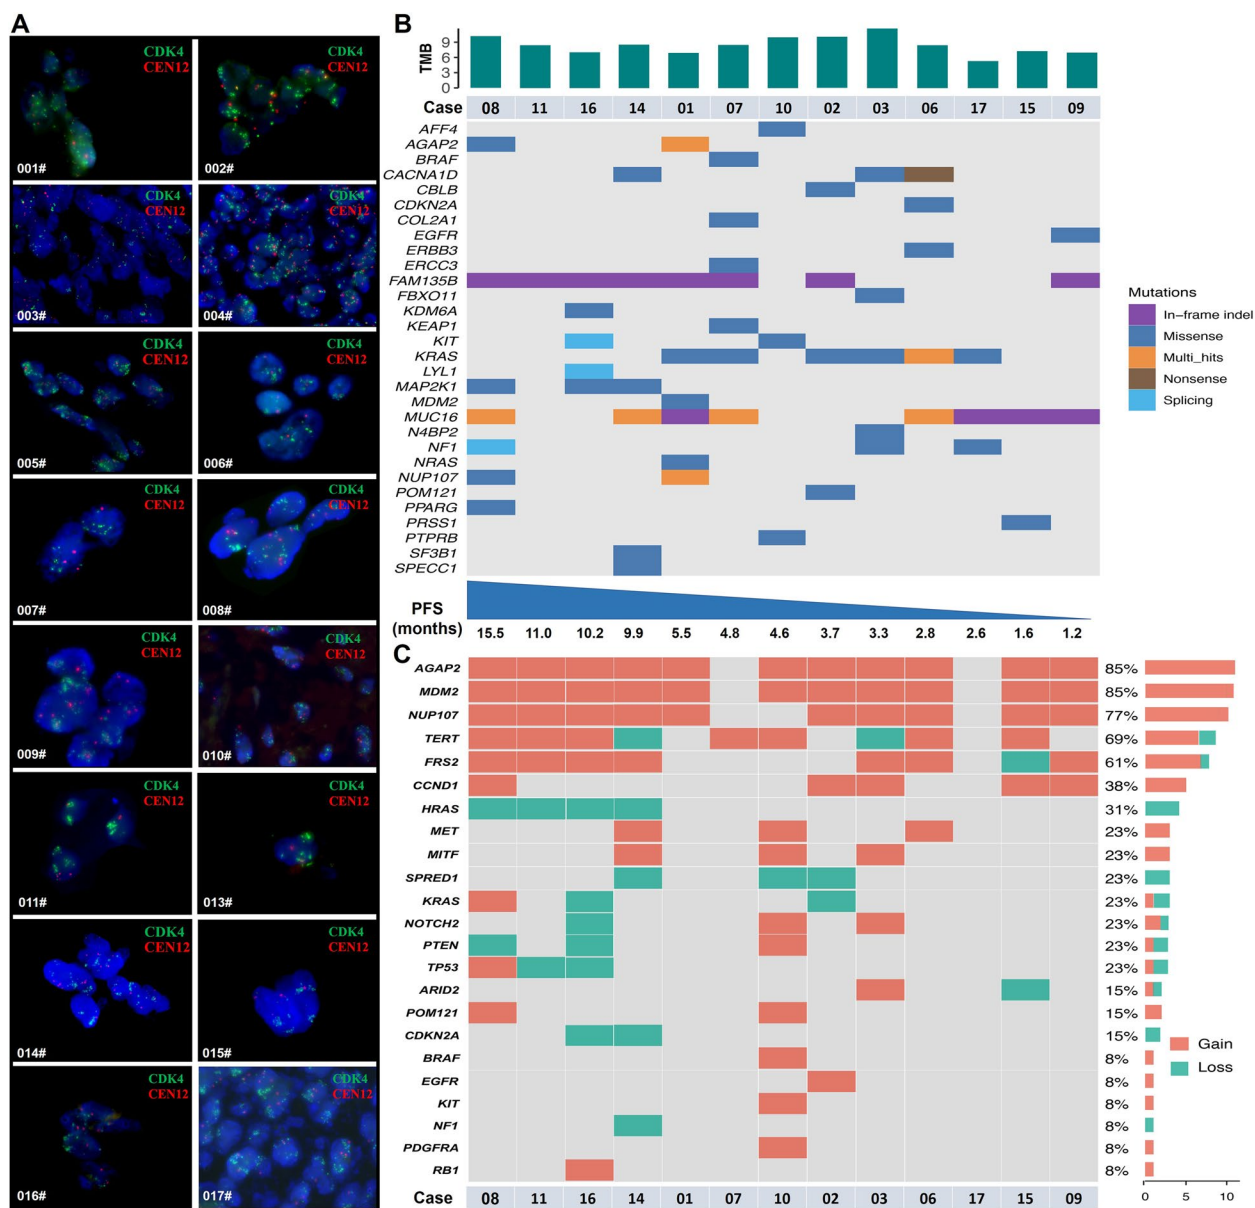 A
CDK4
CEN12
001#
CDK4
CEN12
002#
CDK4
CEN12
003#
CDK4
CEN12
004#
CDK4
CEN12
005#
CDK4
CEN12
006#
CDK4
CEN12
007#
CDK4
CEN12
008#
CDK4
CEN12
009#
CDK4
CEN12
010#
CDK4
CEN12
011#
CDK4
CEN12
013#
CDK4
CEN12
014#
CDK4
CEN12
015#
CDK4
CEN12
016#
CDK4
CEN12
017#
B
TMB
9
6
3
0
Case 08 11 16 14 01 07 10 02 03 06 17 15 09
AFF4
AGAP2
BRAF
CACNA1D
CBLB
CDKN2A
COL2A1
EGFR
ERBB3
ERCC3
FAM135B
FBXO11
KDM6A
KEAP1
KIT
KRAS
LYL1
MAP2K1
MDM2
MUC16
N4BP2
NF1
NRAS
NUP107
POM121
PPARG
PRSS1
PTPRB
SF3B1
SPECC1
Mutations
In-frame indel
Missense
Multi_hits
Nonsense
Splicing
PFS
(months) 15.5 11.0 10.2 9.9 5.5 4.8 4.6 3.7 3.3 2.8 2.6 1.6 1.2
C
AGAP2 85%
MDM2 85%
NUP107 77%
TERT 69%
FRS2 61%
CCND1 38%
HRAS 31%
MET 23%
MITF 23%
SPRED1 23%
KRAS 23%
NOTCH2 23%
PTEN 23%
TP53 23%
ARID2 15%
POM121 15%
CDKN2A 15%
BRAF 8%
EGFR 8%
KIT 8%
NF1 8%
PDGFRA 8%
RB1 8%
Gain
Loss
Case 08 11 16 14 01 07 10 02 03 06 17 15 09
0 5 10